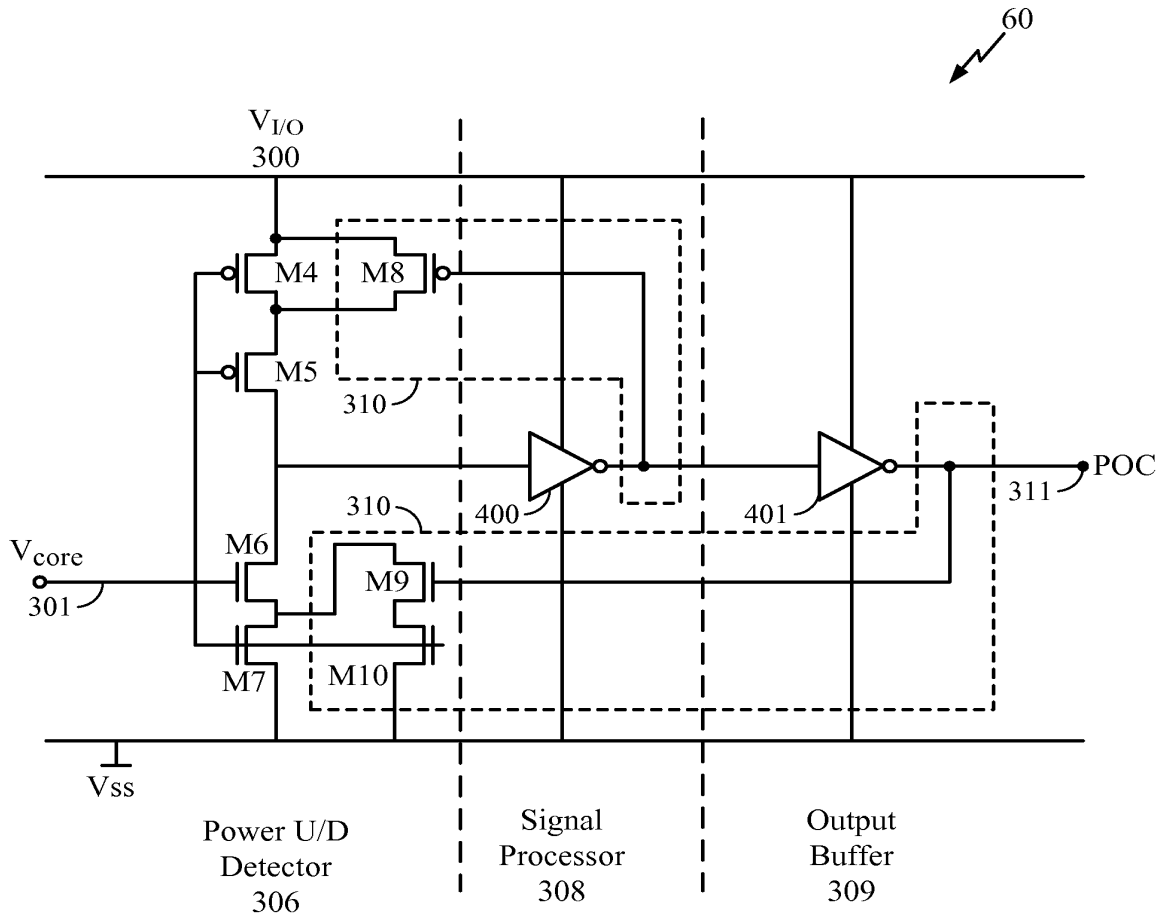 60
V_I/O
300
M4
M8
M5
310
400
401
POC
311
310
Vcore
301
M6
M9
M7
M10
Vss
Power U/D
Detector
306
Signal
Processor
308
Output
Buffer
309